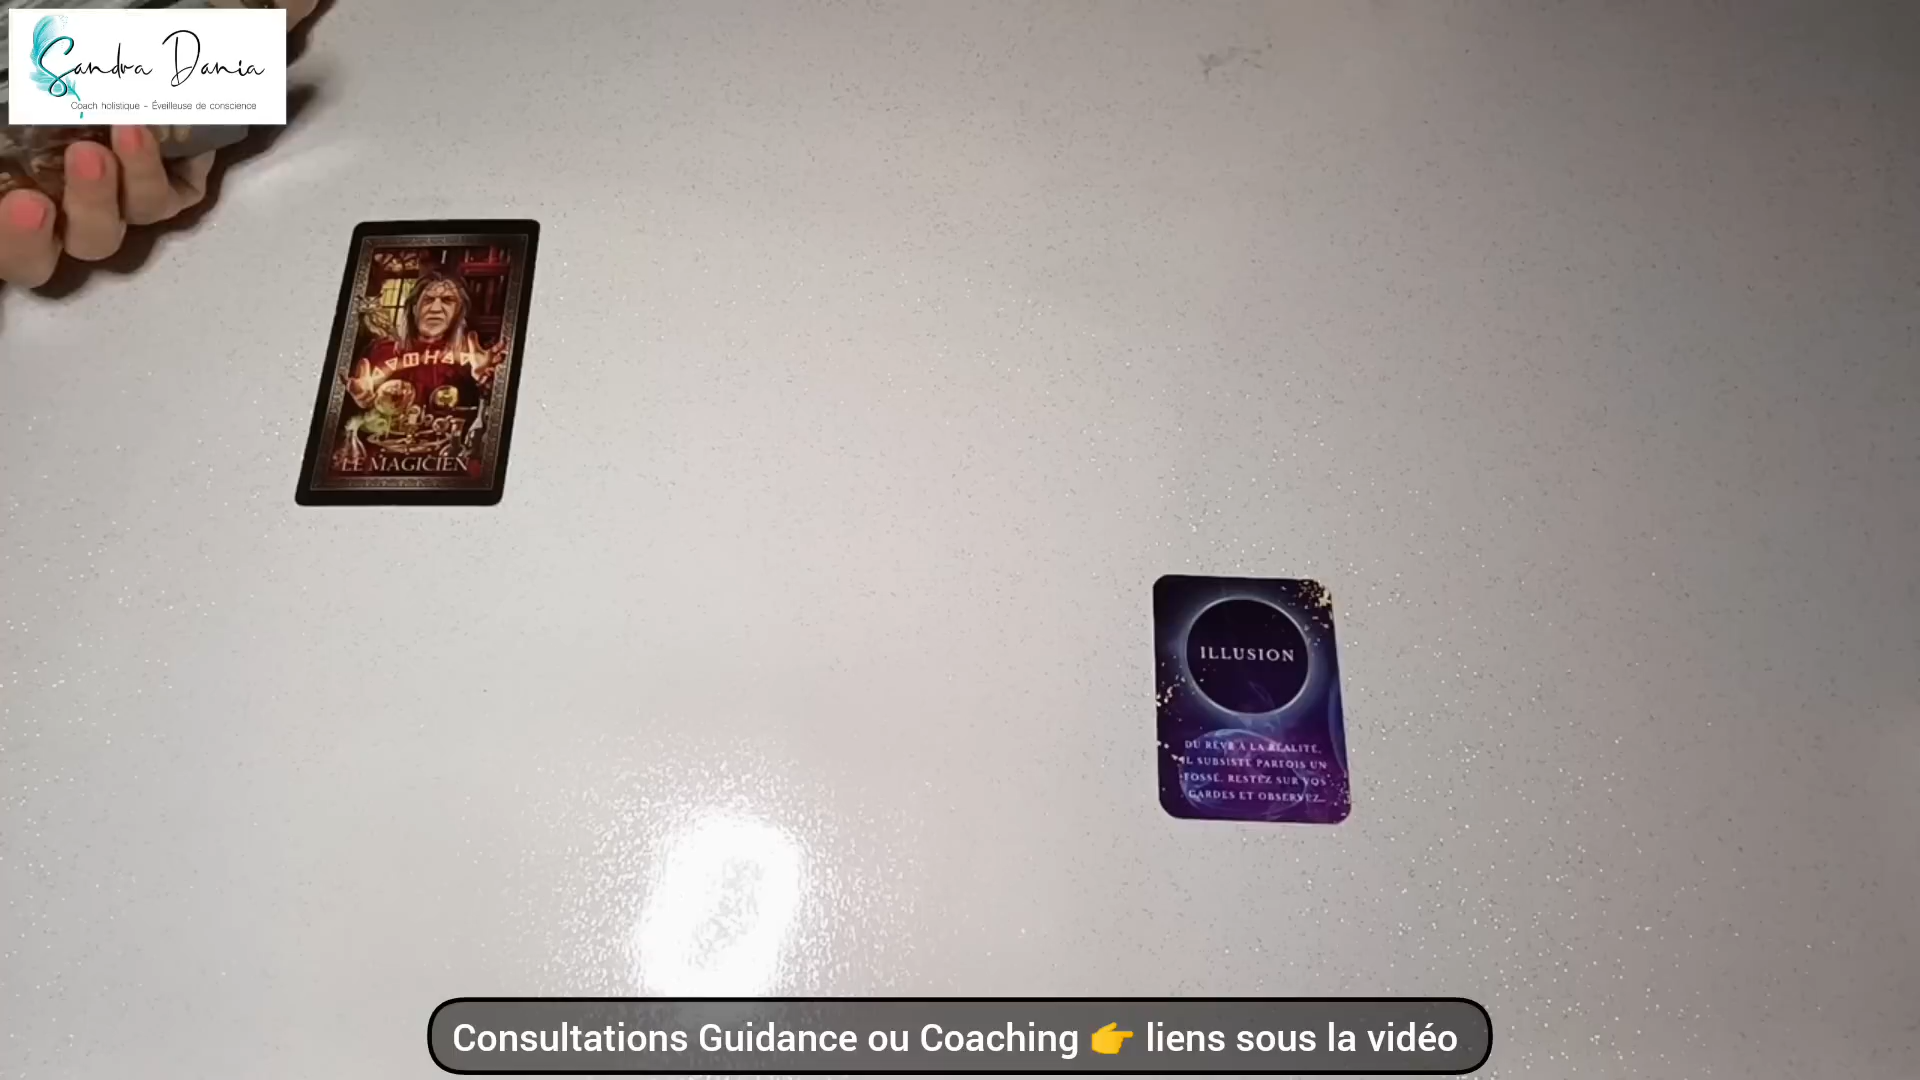 Sandra Dania
Coach holistique - Éveilleuse de conscience
LE MAGICIEN
ILLUSION
DU RÊVE À LA RÉALITÉ,
IL SUBSISTE PARFOIS UN
FOSSÉ. RESTEZ SUR VOS
GARDES ET OBSERVEZ...
Consultations Guidance ou Coaching 👉 liens sous la vidéo